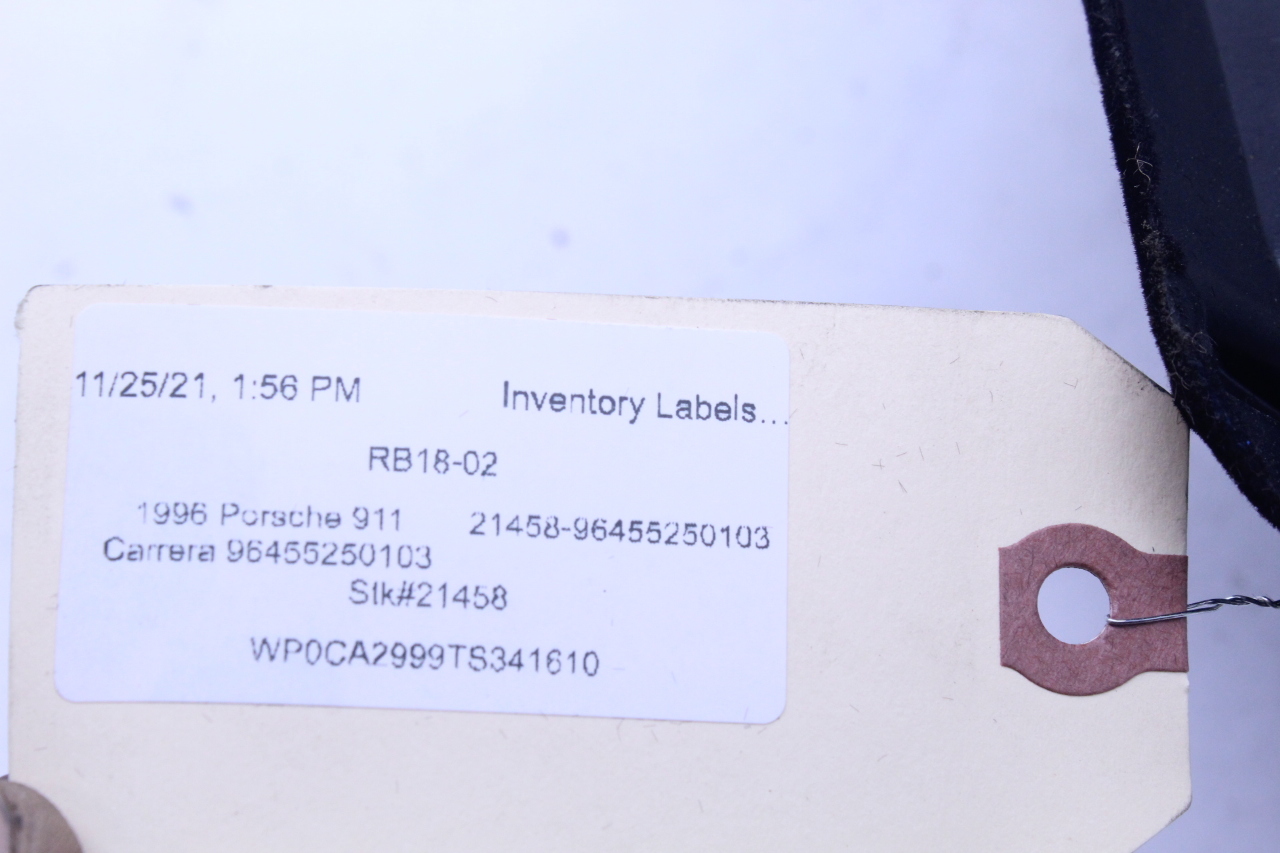 11/25/21, 1:56 PM Inventory Labels...
RB18-02
1996 Porsche 911 21458-96455250103
Carrera 96455250103
Stk#21458
WP0CA2999TS341610